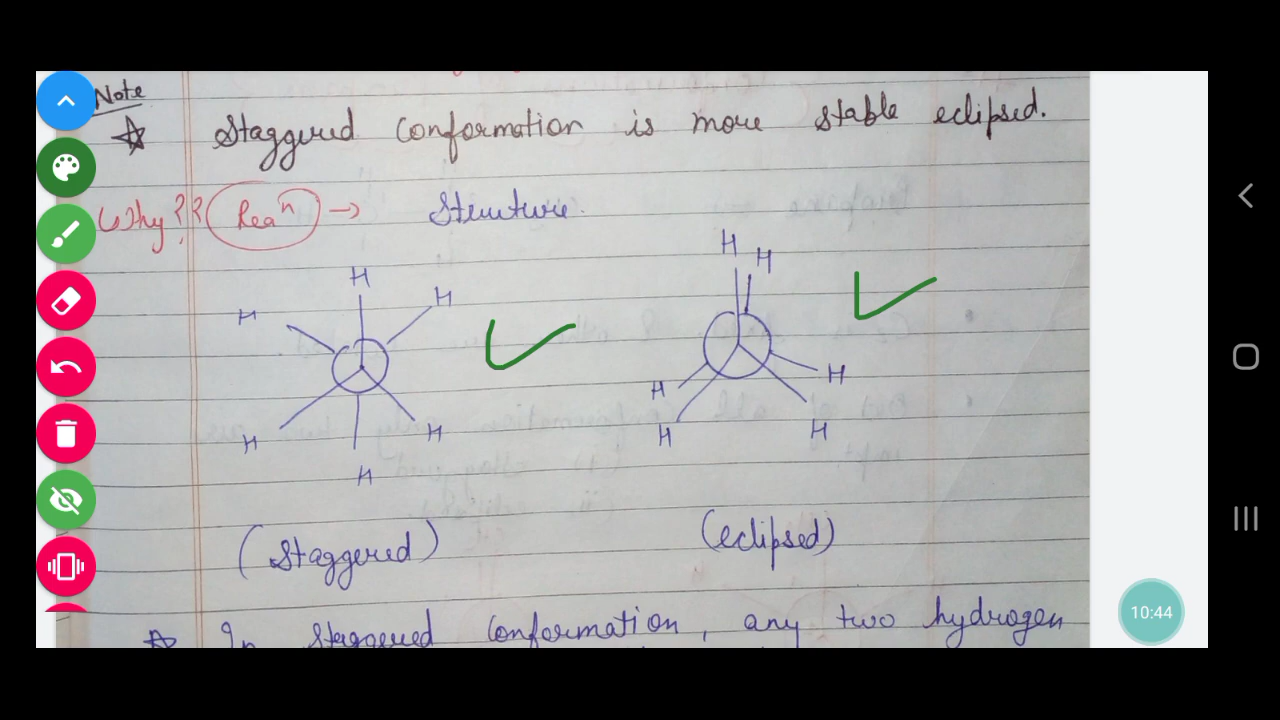 Note
☆ Staggered conformation is more stable eclipsed.
Why?? Reaⁿ → Structure.
H
H H
H H
H
H H
H H
H H
(Staggered) (eclipsed)
☆ In staggered conformation, any two hydrogen
10:44